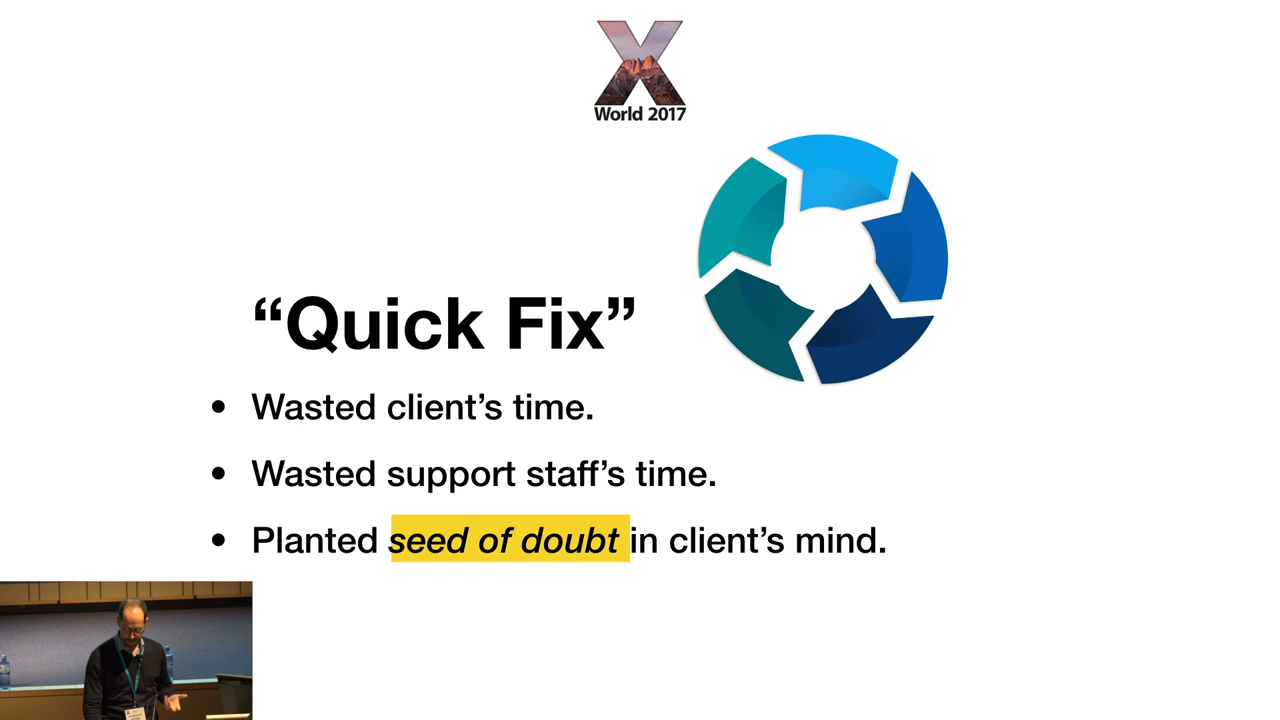 X
World 2017
“Quick Fix”
• Wasted client’s time.
• Wasted support staff’s time.
• Planted seed of doubt in client’s mind.